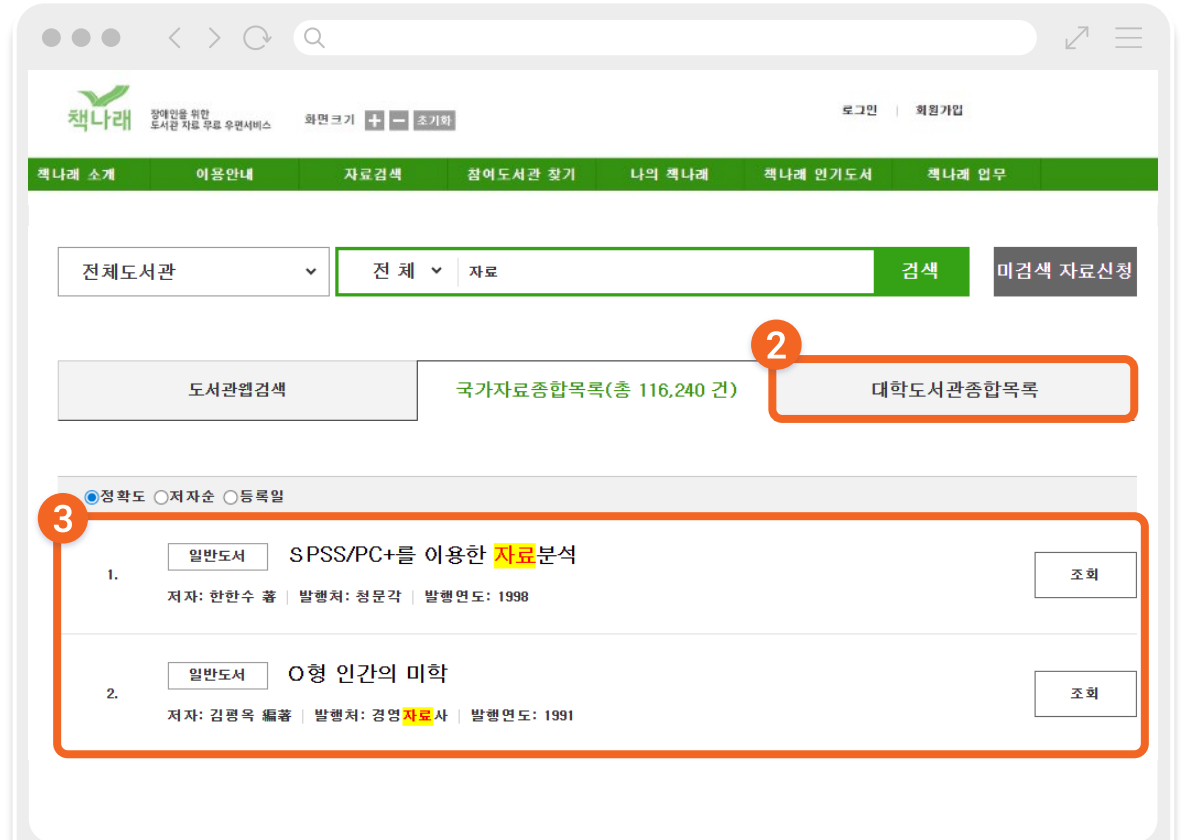 책나래
장애인을 위한
도서관 자료 무료 우편서비스
화면크기 + - 초기화
로그인 | 회원가입
책나래 소개 이용안내 자료검색 참여도서관 찾기 나의 책나래 책나래 인기도서 책나래 업무
전체도서관 전 체 자료 검색 미검색 자료신청
2
도서관웹검색 국가자료종합목록(총 116,240 건) 대학도서관종합목록
정확도 저자순 등록일
3
일반도서 SPSS/PC+를 이용한 자료분석
1. 조회
저자: 한한수 著 | 발행처: 청문각 | 발행연도: 1998
일반도서 O형 인간의 미학
2. 조회
저자: 김평옥 編著 | 발행처: 경영자료사 | 발행연도: 1991